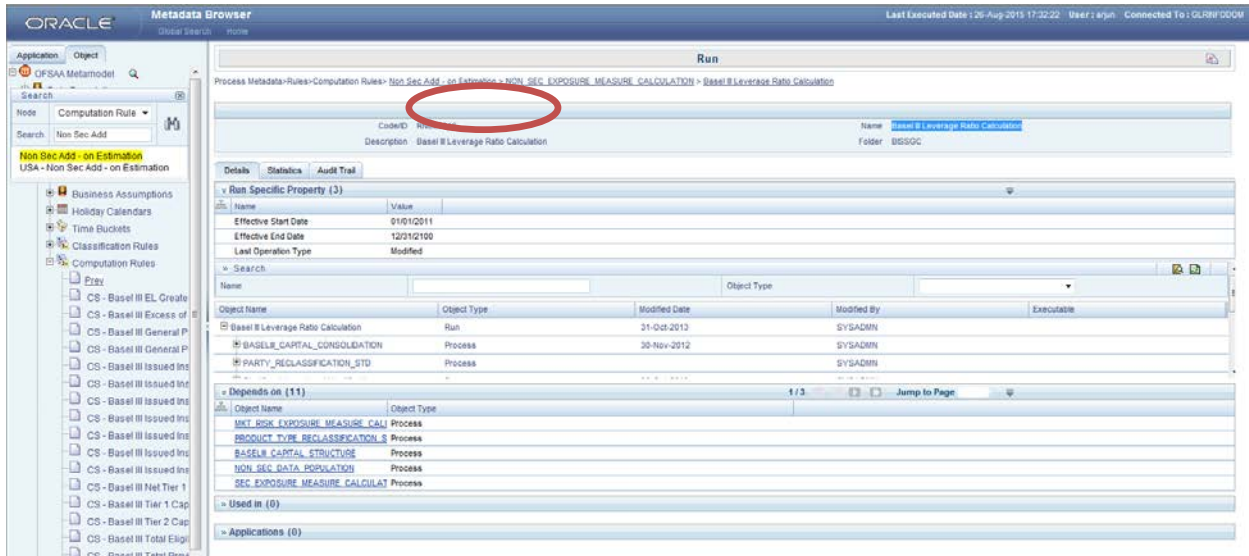 ORACLE
Metadata Browser
Global Search Home
Last Executed Date : 26-Aug-2015 17:32:22 User : arjun Connected To : GLRINFODOM
Application Object
OFSAA Metamodel
Search
Node Computation Rule
Search Non Sec Add
Non Sec Add - on Estimation
USA - Non Sec Add - on Estimation
Business Assumptions
Holiday Calendars
Time Buckets
Classification Rules
Computation Rules
Prev
CS - Basel III EL Create
CS - Basel III Excess of
CS - Basel III General P
CS - Basel III General P
CS - Basel III Issued Ins
CS - Basel III Issued Ins
CS - Basel III Issued Ins
CS - Basel III Issued Ins
CS - Basel III Issued Ins
CS - Basel III Issued Ins
CS - Basel III Issued Ins
CS - Basel III Net Tier 1
CS - Basel III Tier 1 Cap
CS - Basel III Tier 2 Cap
CS - Basel III Total Eligi
Run
Process Metadata>Rules>Computation Rules> Non Sec Add - on Estimation > NON_SEC_EXPOSURE_MEASURE_CALCULATION > Basel III Leverage Ratio Calculation
Code/ID
Name Basel III Leverage Ratio Calculation
Description Basel III Leverage Ratio Calculation
Folder BISSGC
Details Statistics Audit Trail
Run Specific Property (3)
Name Value
Effective Start Date 01/01/2011
Effective End Date 12/31/2100
Last Operation Type Modified
» Search
Name Object Type
Object Name Object Type Modified Date Modified By Executable
Basel III Leverage Ratio Calculation Run 31-Oct-2013 SYSADMN
BASELIII_CAPITAL_CONSOLIDATION Process 30-Nov-2012 SYSADMN
PARTY_RECLASSIFICATION_STD Process SYSADMN
Depends on (11) 1 / 3 Jump to Page
Object Name Object Type
MKT_RISK_EXPOSURE_MEASURE_CALI Process
PRODUCT_TYPE_RECLASSIFICATION_S Process
BASELIII_CAPITAL_STRUCTURE Process
NON_SEC_DATA_POPULATION Process
SEC_EXPOSURE_MEASURE_CALCULAT Process
» Used in (0)
» Applications (0)